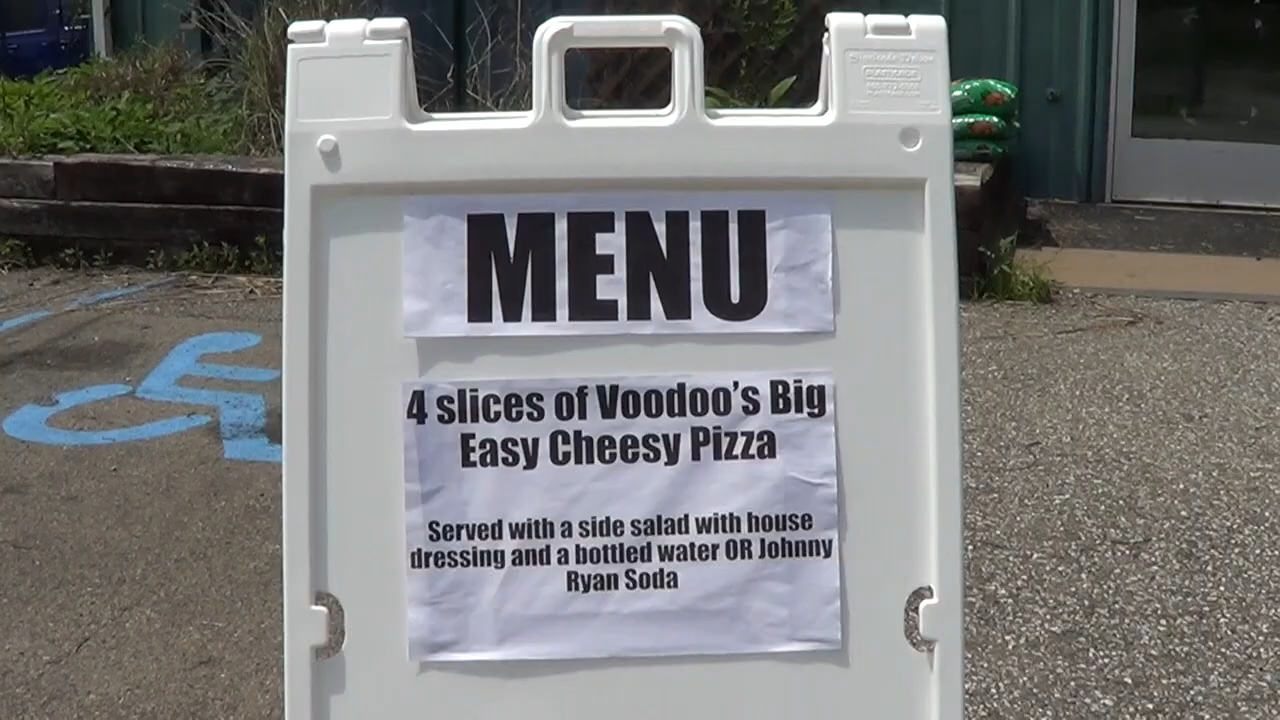 MENU
4 slices of Voodoo's Big
Easy Cheesy Pizza
Served with a side salad with house
dressing and a bottled water OR Johnny
Ryan Soda